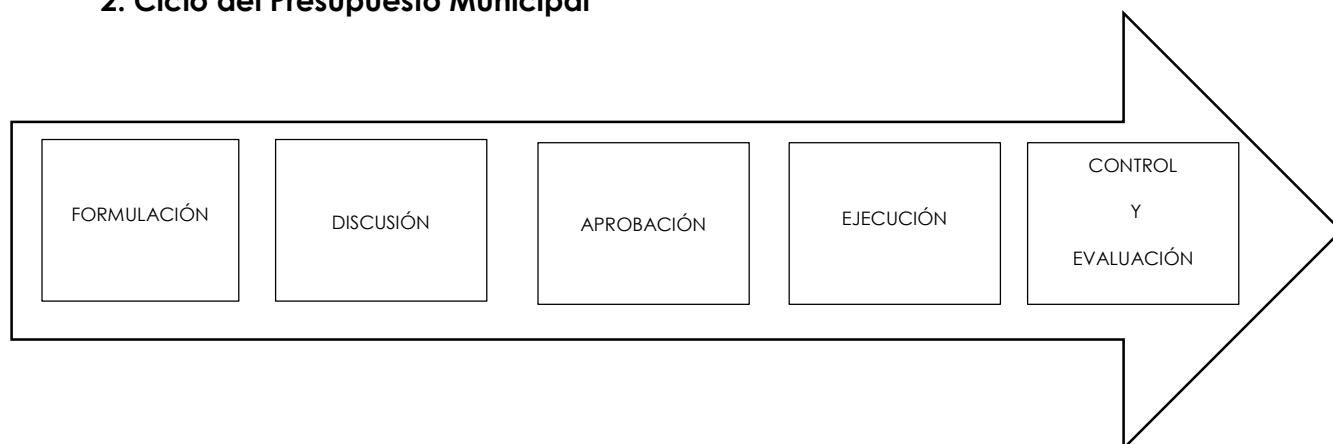 2. Ciclo del Presupuesto Municipal
FORMULACIÓN
DISCUSIÓN
APROBACIÓN
EJECUCIÓN
CONTROL
Y
EVALUACIÓN